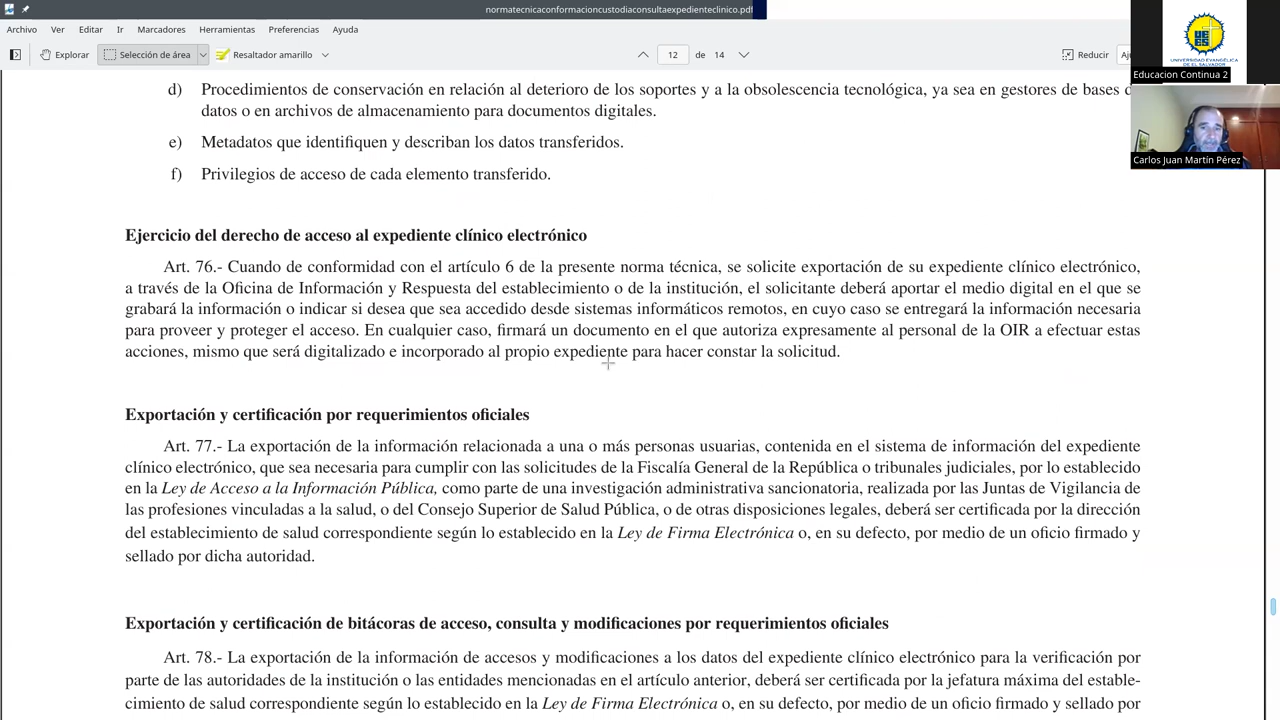 normatecnicaconformacioncustodiaconsultaexpedienteclinico.pdf
Archivo Ver Editar Ir Marcadores Herramientas Preferencias Ayuda
Explorar Selección de área Resaltador amarillo 12 de 14 Reducir
UNIVERSIDAD EVANGÉLICA
DE EL SALVADOR
Educacion Continua 2
Carlos Juan Martín Pérez
d) Procedimientos de conservación en relación al deterioro de los soportes y a la obsolescencia tecnológica, ya sea en gestores de bases
datos o en archivos de almacenamiento para documentos digitales.
e) Metadatos que identifiquen y describan los datos transferidos.
f) Privilegios de acceso de cada elemento transferido.
Ejercicio del derecho de acceso al expediente clínico electrónico
Art. 76.- Cuando de conformidad con el artículo 6 de la presente norma técnica, se solicite exportación de su expediente clínico electrónico,
a través de la Oficina de Información y Respuesta del establecimiento o de la institución, el solicitante deberá aportar el medio digital en el que se
grabará la información o indicar si desea que sea accedido desde sistemas informáticos remotos, en cuyo caso se entregará la información necesaria
para proveer y proteger el acceso. En cualquier caso, firmará un documento en el que autoriza expresamente al personal de la OIR a efectuar estas
acciones, mismo que será digitalizado e incorporado al propio expediente para hacer constar la solicitud.
Exportación y certificación por requerimientos oficiales
Art. 77.- La exportación de la información relacionada a una o más personas usuarias, contenida en el sistema de información del expediente
clínico electrónico, que sea necesaria para cumplir con las solicitudes de la Fiscalía General de la República o tribunales judiciales, por lo establecido
en la Ley de Acceso a la Información Pública, como parte de una investigación administrativa sancionatoria, realizada por las Juntas de Vigilancia de
las profesiones vinculadas a la salud, o del Consejo Superior de Salud Pública, o de otras disposiciones legales, deberá ser certificada por la dirección
del establecimiento de salud correspondiente según lo establecido en la Ley de Firma Electrónica o, en su defecto, por medio de un oficio firmado y
sellado por dicha autoridad.
Exportación y certificación de bitácoras de acceso, consulta y modificaciones por requerimientos oficiales
Art. 78.- La exportación de la información de accesos y modificaciones a los datos del expediente clínico electrónico para la verificación por
parte de las autoridades de la institución o las entidades mencionadas en el artículo anterior, deberá ser certificada por la jefatura máxima del estable-
cimiento de salud correspondiente según lo establecido en la Ley de Firma Electrónica o, en su defecto, por medio de un oficio firmado y sellado por